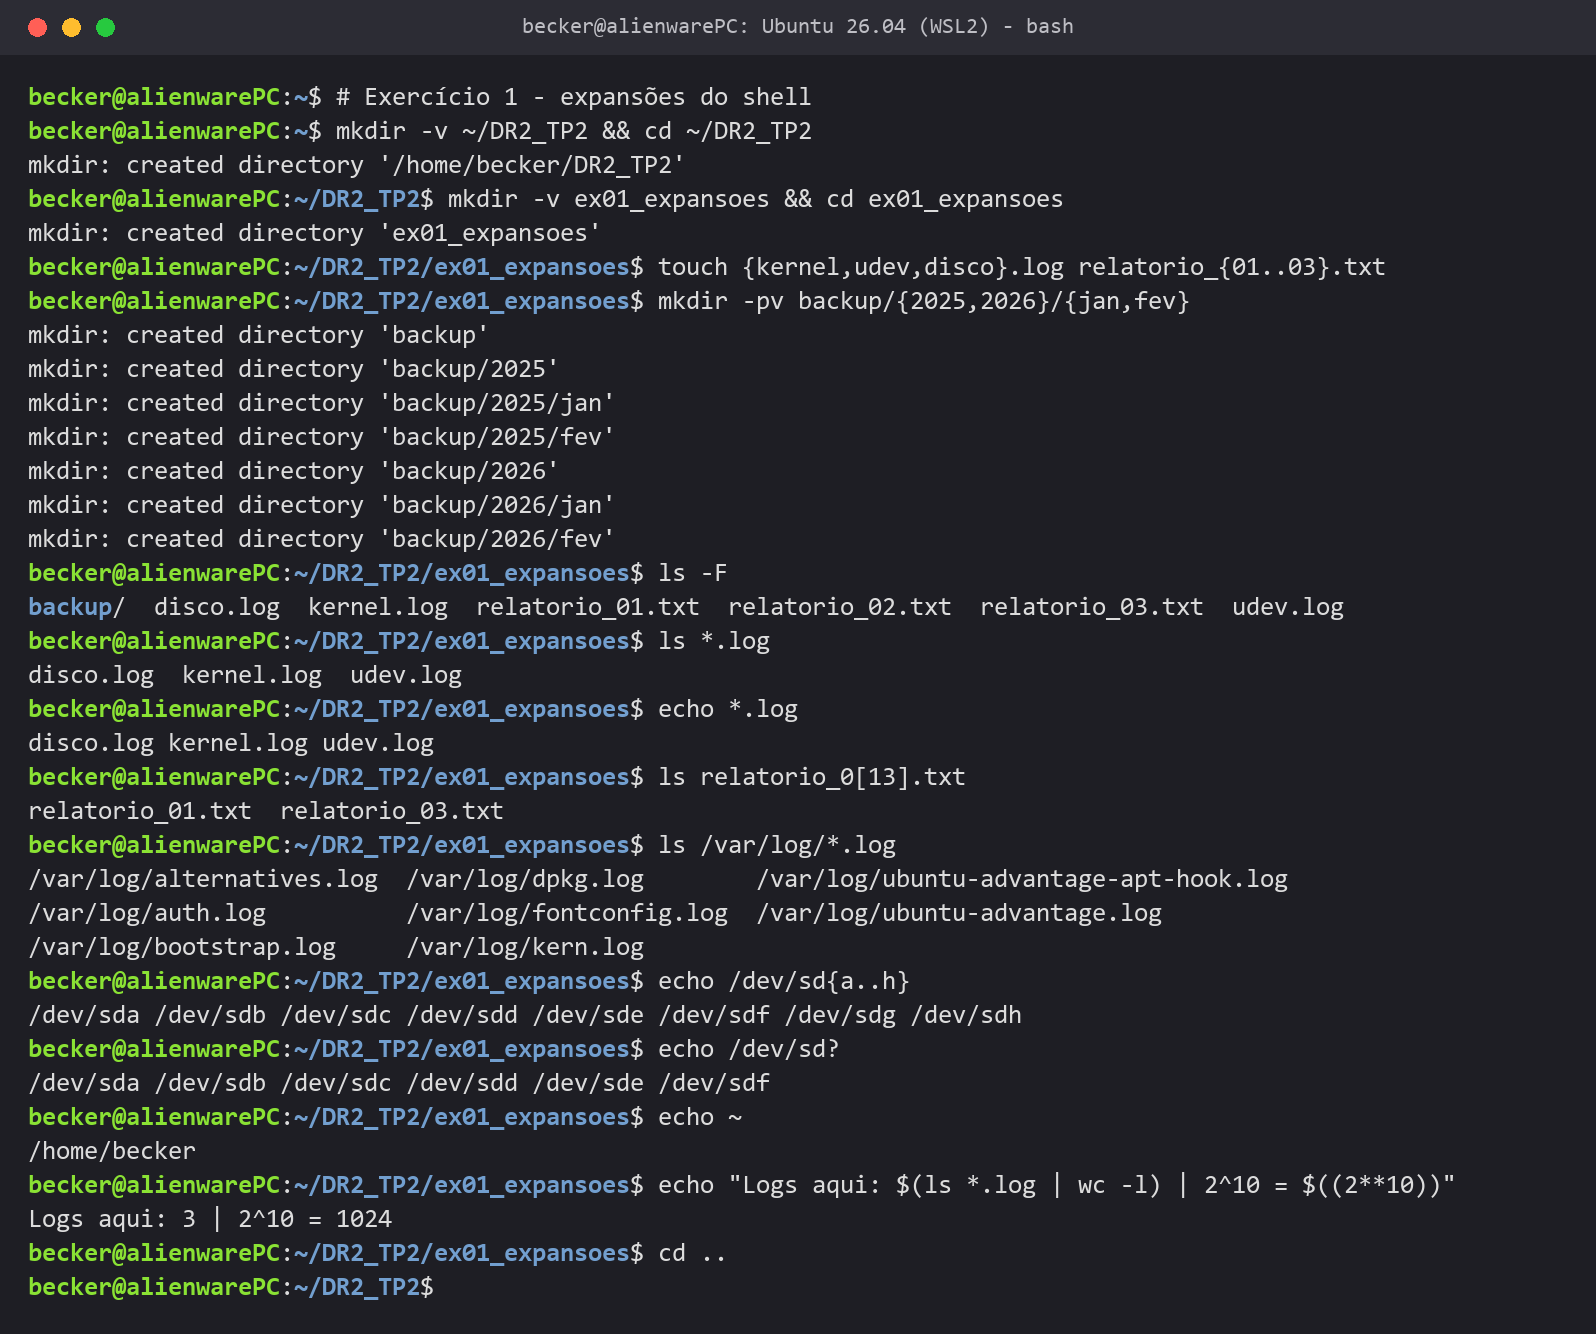 becker@alienwarePC: Ubuntu 26.04 (WSL2) - bash
becker@alienwarePC:~$ # Exercício 1 - expansões do shell
becker@alienwarePC:~$ mkdir -v ~/DR2_TP2 && cd ~/DR2_TP2
mkdir: created directory '/home/becker/DR2_TP2'
becker@alienwarePC:~/DR2_TP2$ mkdir -v ex01_expansoes && cd ex01_expansoes
mkdir: created directory 'ex01_expansoes'
becker@alienwarePC:~/DR2_TP2/ex01_expansoes$ touch {kernel,udev,disco}.log relatorio_{01..03}.txt
becker@alienwarePC:~/DR2_TP2/ex01_expansoes$ mkdir -pv backup/{2025,2026}/{jan,fev}
mkdir: created directory 'backup'
mkdir: created directory 'backup/2025'
mkdir: created directory 'backup/2025/jan'
mkdir: created directory 'backup/2025/fev'
mkdir: created directory 'backup/2026'
mkdir: created directory 'backup/2026/jan'
mkdir: created directory 'backup/2026/fev'
becker@alienwarePC:~/DR2_TP2/ex01_expansoes$ ls -F
backup/  disco.log  kernel.log  relatorio_01.txt  relatorio_02.txt  relatorio_03.txt  udev.log
becker@alienwarePC:~/DR2_TP2/ex01_expansoes$ ls *.log
disco.log  kernel.log  udev.log
becker@alienwarePC:~/DR2_TP2/ex01_expansoes$ echo *.log
disco.log kernel.log udev.log
becker@alienwarePC:~/DR2_TP2/ex01_expansoes$ ls relatorio_0[13].txt
relatorio_01.txt  relatorio_03.txt
becker@alienwarePC:~/DR2_TP2/ex01_expansoes$ ls /var/log/*.log
/var/log/alternatives.log  /var/log/dpkg.log        /var/log/ubuntu-advantage-apt-hook.log
/var/log/auth.log          /var/log/fontconfig.log  /var/log/ubuntu-advantage.log
/var/log/bootstrap.log     /var/log/kern.log
becker@alienwarePC:~/DR2_TP2/ex01_expansoes$ echo /dev/sd{a..h}
/dev/sda /dev/sdb /dev/sdc /dev/sdd /dev/sde /dev/sdf /dev/sdg /dev/sdh
becker@alienwarePC:~/DR2_TP2/ex01_expansoes$ echo /dev/sd?
/dev/sda /dev/sdb /dev/sdc /dev/sdd /dev/sde /dev/sdf
becker@alienwarePC:~/DR2_TP2/ex01_expansoes$ echo ~
/home/becker
becker@alienwarePC:~/DR2_TP2/ex01_expansoes$ echo "Logs aqui: $(ls *.log | wc -l) | 2^10 = $((2**10))"
Logs aqui: 3 | 2^10 = 1024
becker@alienwarePC:~/DR2_TP2/ex01_expansoes$ cd ..
becker@alienwarePC:~/DR2_TP2$